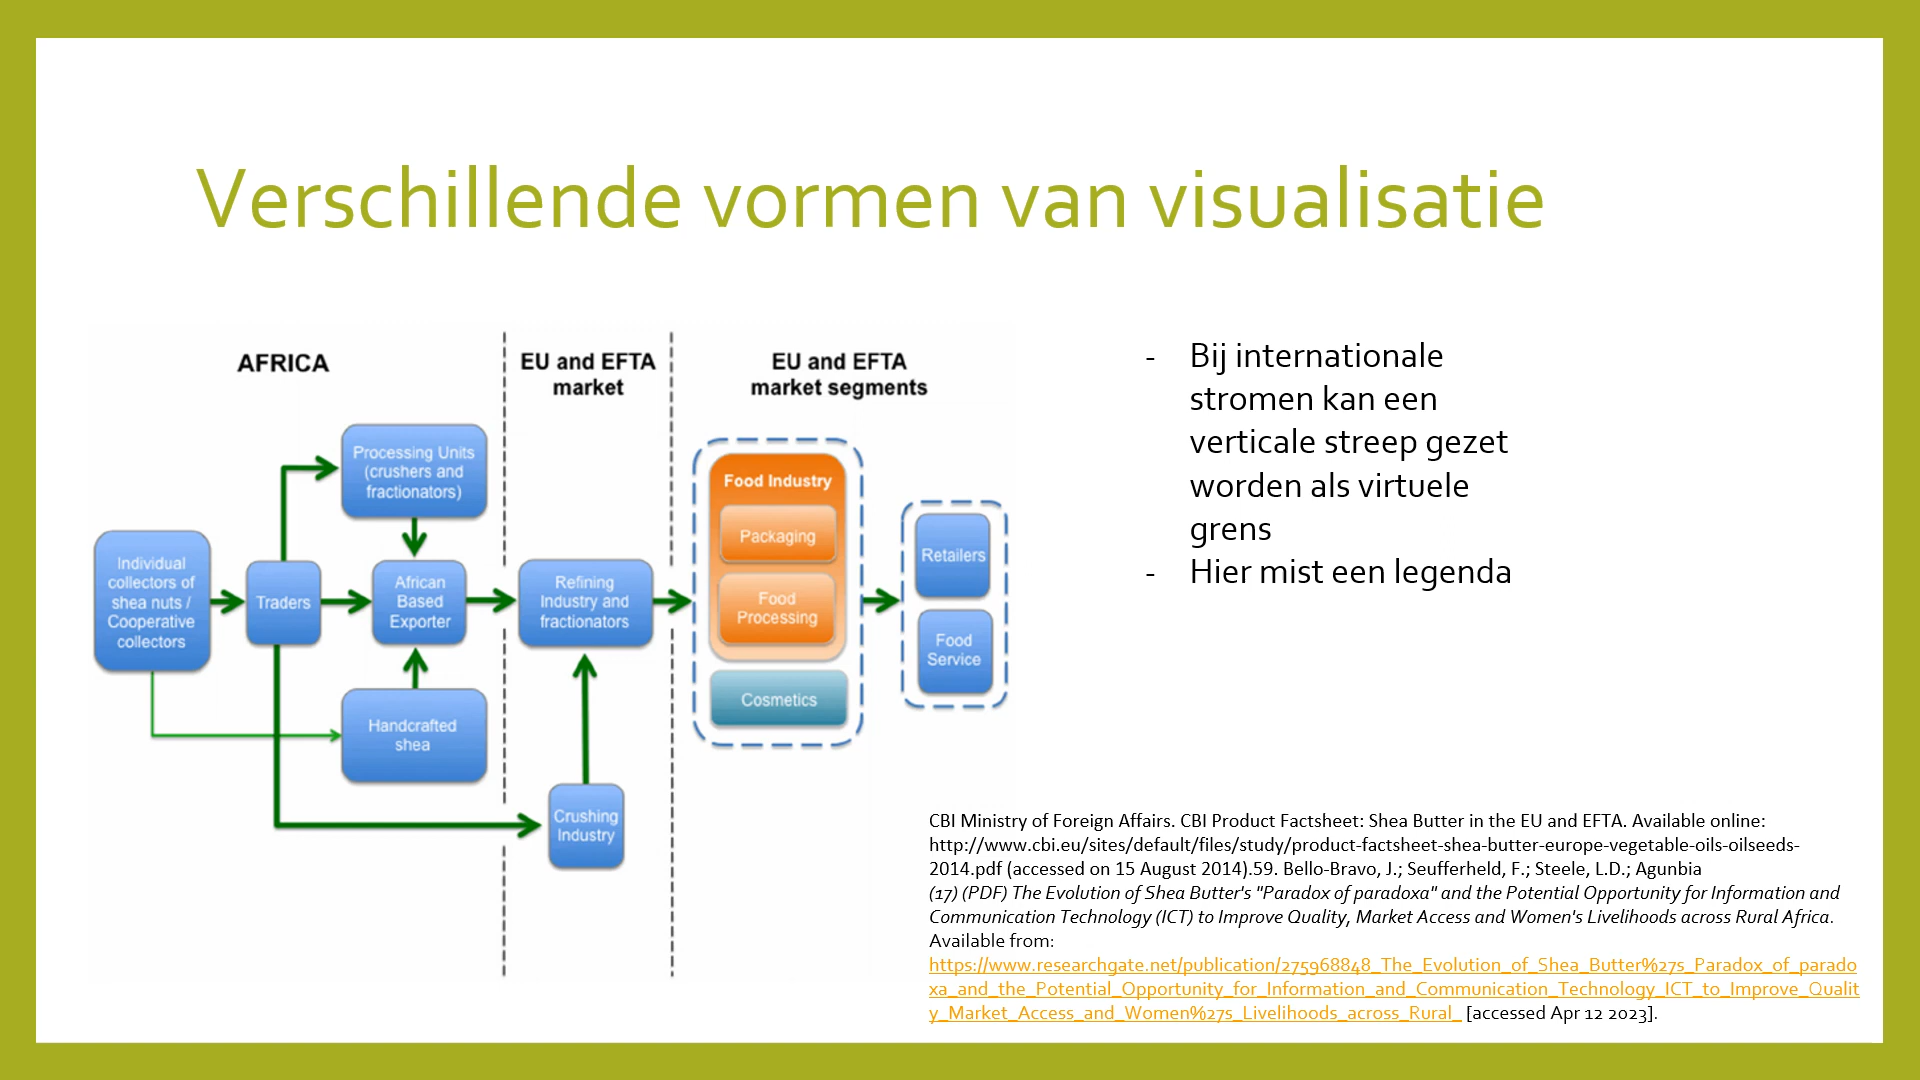 Verschillende vormen van visualisatie
AFRICA
EU and EFTA
market
EU and EFTA
market segments
Processing Units
(crushers and
fractionators)
Individual
collectors of
shea nuts /
Cooperative
collectors
Traders
African
Based
Exporter
Handcrafted
shea
Refining
Industry and
fractionators
Crushing
Industry
Food Industry
Packaging
Food
Processing
Cosmetics
Retailers
Food
Service
- Bij internationale
stromen kan een
verticale streep gezet
worden als virtuele
grens
- Hier mist een legenda
CBI Ministry of Foreign Affairs. CBI Product Factsheet: Shea Butter in the EU and EFTA. Available online:
http://www.cbi.eu/sites/default/files/study/product-factsheet-shea-butter-europe-vegetable-oils-oilseeds-
2014.pdf (accessed on 15 August 2014).59. Bello-Bravo, J.; Seufferheld, F.; Steele, L.D.; Agunbia
(17) (PDF) The Evolution of Shea Butter's "Paradox of paradoxa" and the Potential Opportunity for Information and
Communication Technology (ICT) to Improve Quality, Market Access and Women's Livelihoods across Rural Africa.
Available from:
https://www.researchgate.net/publication/275968848_The_Evolution_of_Shea_Butter%27s_Paradox_of_parado
xa_and_the_Potential_Opportunity_for_Information_and_Communication_Technology_ICT_to_Improve_Qualit
y_Market_Access_and_Women%27s_Livelihoods_across_Rural_ [accessed Apr 12 2023].